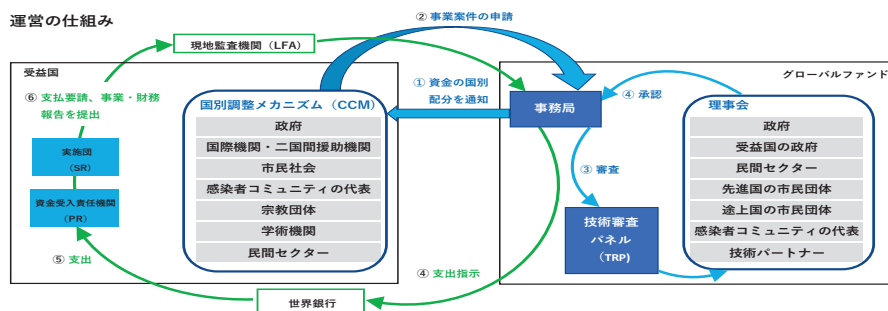 運営の仕組み
② 事業案件の申請
現地監査機関（LFA）
受益国
グローバルファンド
⑥ 支払要請、事業・財務
報告を提出
国別調整メカニズム（CCM）
政府
国際機関・二国間援助機関
市民社会
感染者コミュニティの代表
宗教団体
学術機関
民間セクター
① 資金の国別
配分を通知
事務局
④ 承認
理事会
政府
受益国の政府
民間セクター
先進国の市民団体
途上国の市民団体
感染者コミュニティの代表
技術パートナー
実施団
（SR）
資金受入責任機関
（PR）
③ 審査
技術審査
パネル
（TRP)
⑤ 支出
④ 支出指示
世界銀行